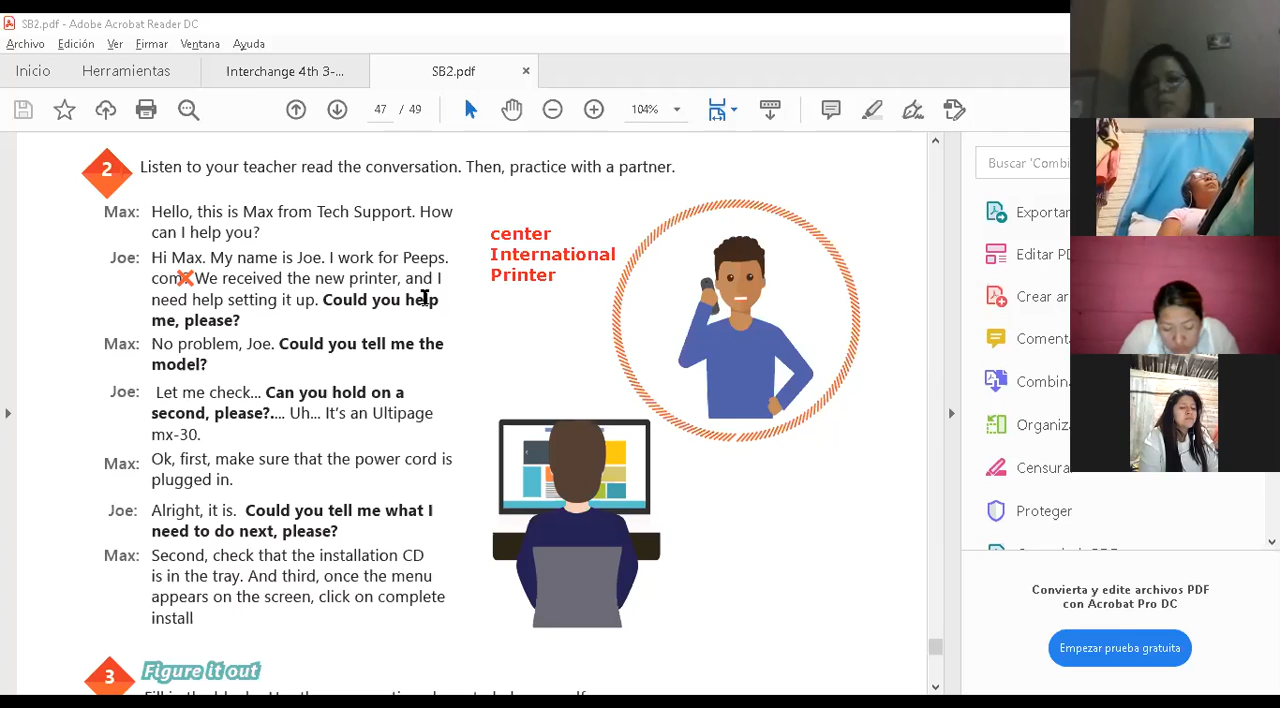 SB2.pdf - Adobe Acrobat Reader DC
Archivo Edición Ver Firmar Ventana Ayuda
Inicio Herramientas Interchange 4th 3-... SB2.pdf ×
47 / 49 104%
2 Listen to your teacher read the conversation. Then, practice with a partner.
Max: Hello, this is Max from Tech Support. How
can I help you?
Joe: Hi Max. My name is Joe. I work for Peeps.
com. We received the new printer, and I
need help setting it up. Could you help
me, please?
Max: No problem, Joe. Could you tell me the
model?
Joe: Let me check... Can you hold on a
second, please?.... Uh... It's an Ultipage
mx-30.
Max: Ok, first, make sure that the power cord is
plugged in.
Joe: Alright, it is. Could you tell me what I
need to do next, please?
Max: Second, check that the installation CD
is in the tray. And third, once the menu
appears on the screen, click on complete
install
center
International
Printer
3 Figure it out
Buscar 'Combi
Exportar
Editar PD
Crear ar
Coment
Combin
Organiz
Censura
Proteger
Convierta y edite archivos PDF
con Acrobat Pro DC
Empezar prueba gratuita